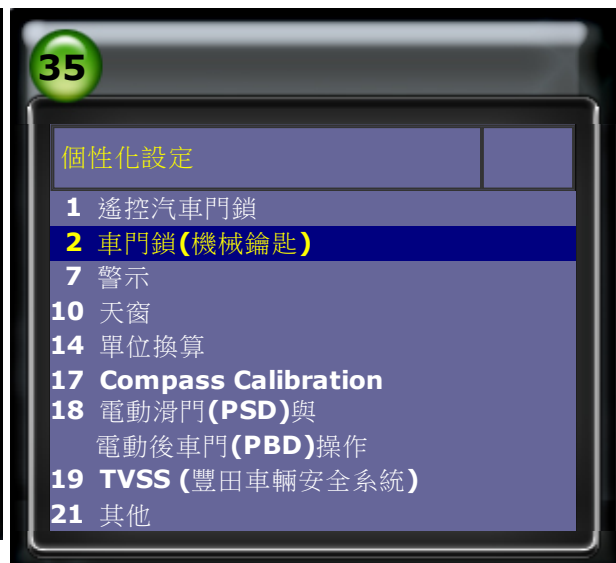 35
個性化設定
1 遙控汽車門鎖
2 車門鎖(機械鑰匙)
7 警示
10 天窗
14 單位換算
17 Compass Calibration
18 電動滑門(PSD)與
電動後車門(PBD)操作
19 TVSS (豐田車輛安全系統)
21 其他